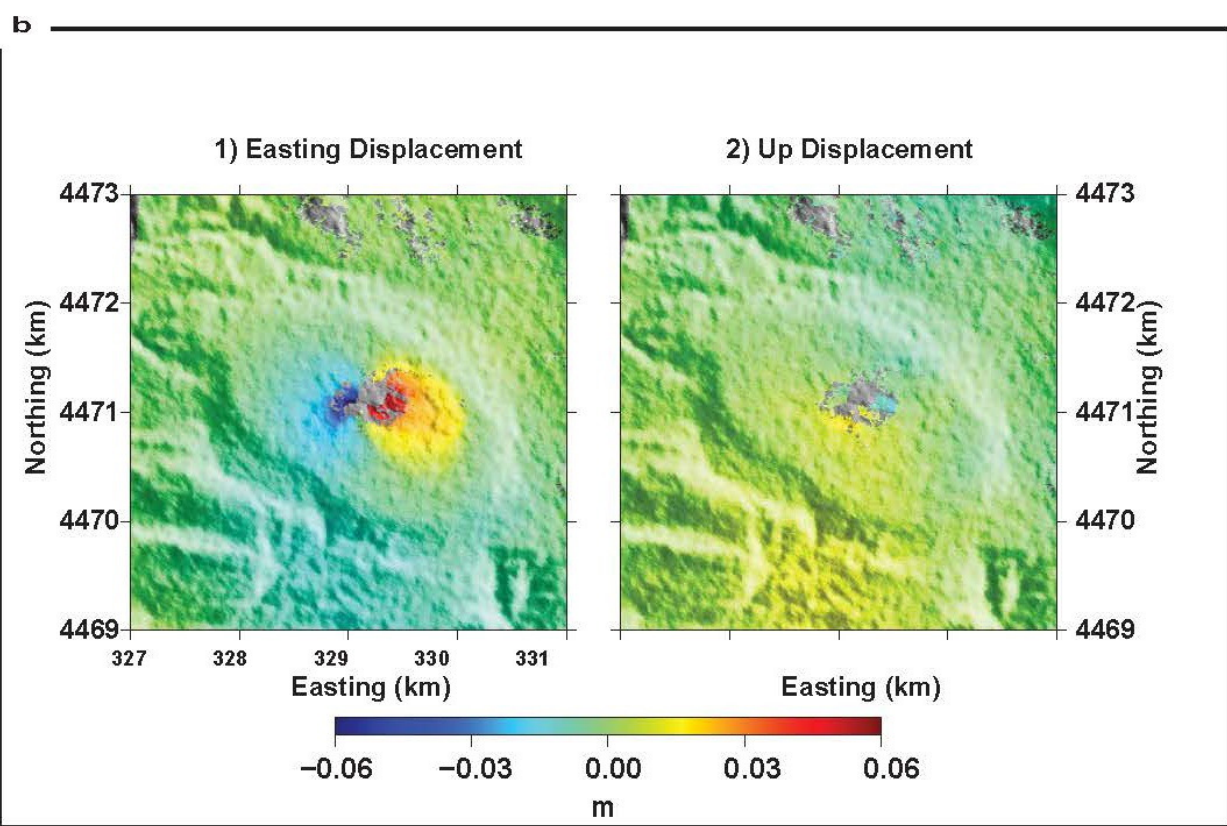 b
1) Easting Displacement
2) Up Displacement
4473
4472
4471
4470
4469
Northing (km)
327 328 329 330 331
Easting (km)
4473
4472
4471
4470
4469
Northing (km)
Easting (km)
−0.06 −0.03 0.00 0.03 0.06
m